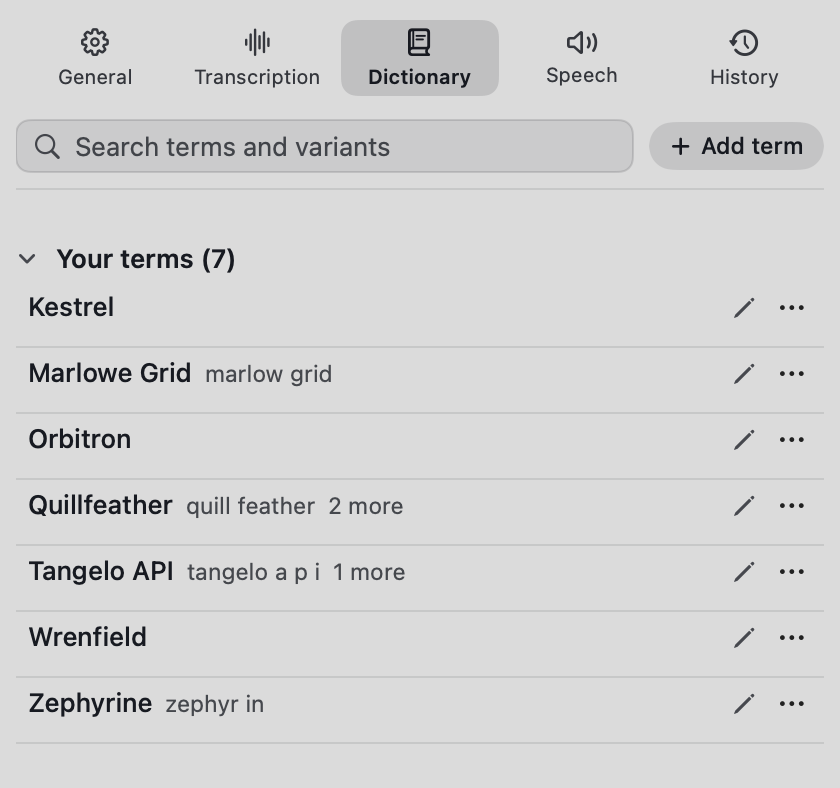 General Transcription Dictionary Speech History
Search terms and variants + Add term
Your terms (7)
Kestrel
Marlowe Grid marlow grid
Orbitron
Quillfeather quill feather 2 more
Tangelo API tangelo a p i 1 more
Wrenfield
Zephyrine zephyr in